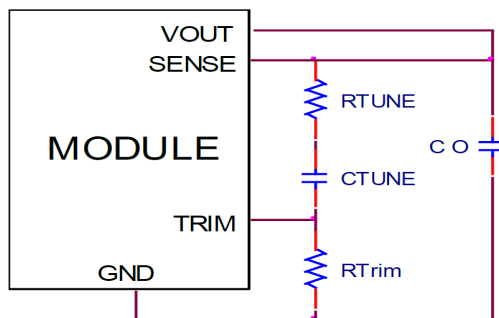 VOUT
SENSE
RTUNE
MODULE
C O
CTUNE
TRIM
GND
RTrim